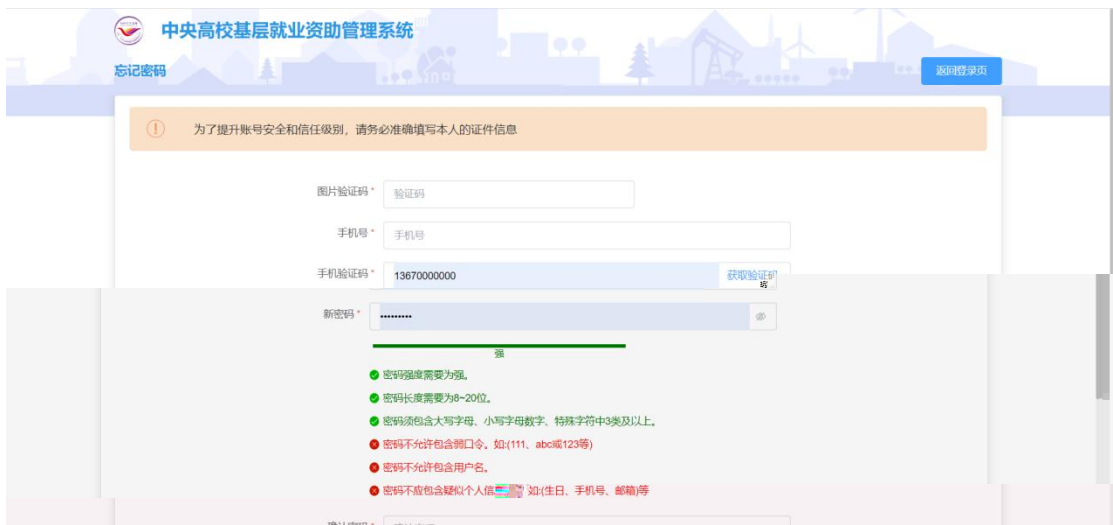 中央高校基层就业资助管理系统
忘记密码
返回登录页
为了提升账号安全和信任级别，请务必准确填写本人的证件信息
图片验证码* 验证码
手机号* 手机号
手机验证码* 13670000000 获取验证码
新密码* •••••••••
强
密码强度需要为强。
密码长度需要为8~20位。
密码须包含大写字母、小写字母数字、特殊字符中3类及以上。
密码不允许包含弱口令。如:(111、abc或123等)
密码不允许包含用户名。
密码不应包含疑似个人信 如:(生日、手机号、邮箱)等
确认密码*